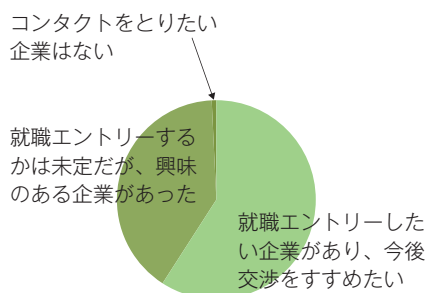 コンタクトをとりたい
企業はない
就職エントリーする
かは未定だが、興味
のある企業があった
就職エントリーした
い企業があり、今後
交渉をすすめたい